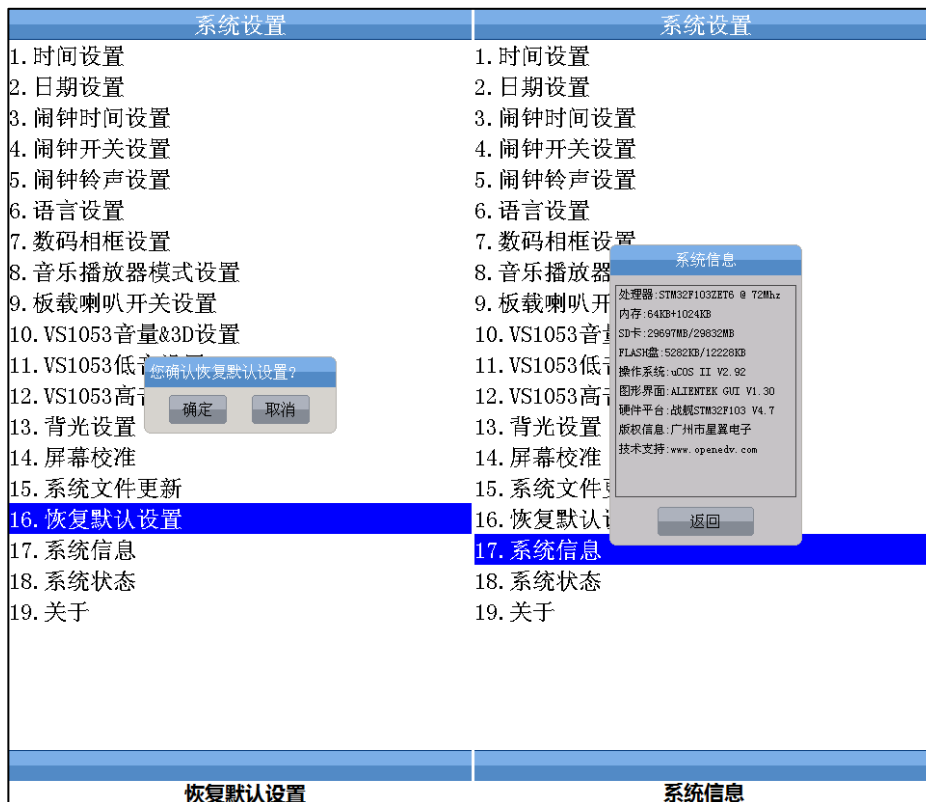 系统设置
1.时间设置
2.日期设置
3.闹钟时间设置
4.闹钟开关设置
5.闹钟铃声设置
6.语言设置
7.数码相框设置
8.音乐播放器模式设置
9.板载喇叭开关设置
10.VS1053音量&3D设置
11.VS1053低
您确认恢复默认设置?
12.VS1053高
确定 取消
13.背光设置
14.屏幕校准
15.系统文件更新
16.恢复默认设置
17.系统信息
18.系统状态
19.关于
恢复默认设置
系统设置
1.时间设置
2.日期设置
3.闹钟时间设置
4.闹钟开关设置
5.闹钟铃声设置
6.语言设置
7.数码相框设置
8.音乐播放器
9.板载喇叭开
10.VS1053音
11.VS1053低
12.VS1053高
13.背光设置
14.屏幕校准
15.系统文件
16.恢复默认
17.系统信息
18.系统状态
19.关于
系统信息
处理器:STM32F103ZET6 @ 72Mhz
内存:64KB+1024KB
SD卡:29697MB/29832MB
FLASH盘:5282KB/12228KB
操作系统:uCOS II V2.92
图形界面:ALIENTEK GUI V1.30
硬件平台:战舰STM32F103 V4.7
版权信息:广州市星翼电子
技术支持:www.openedv.com
返回
系统信息